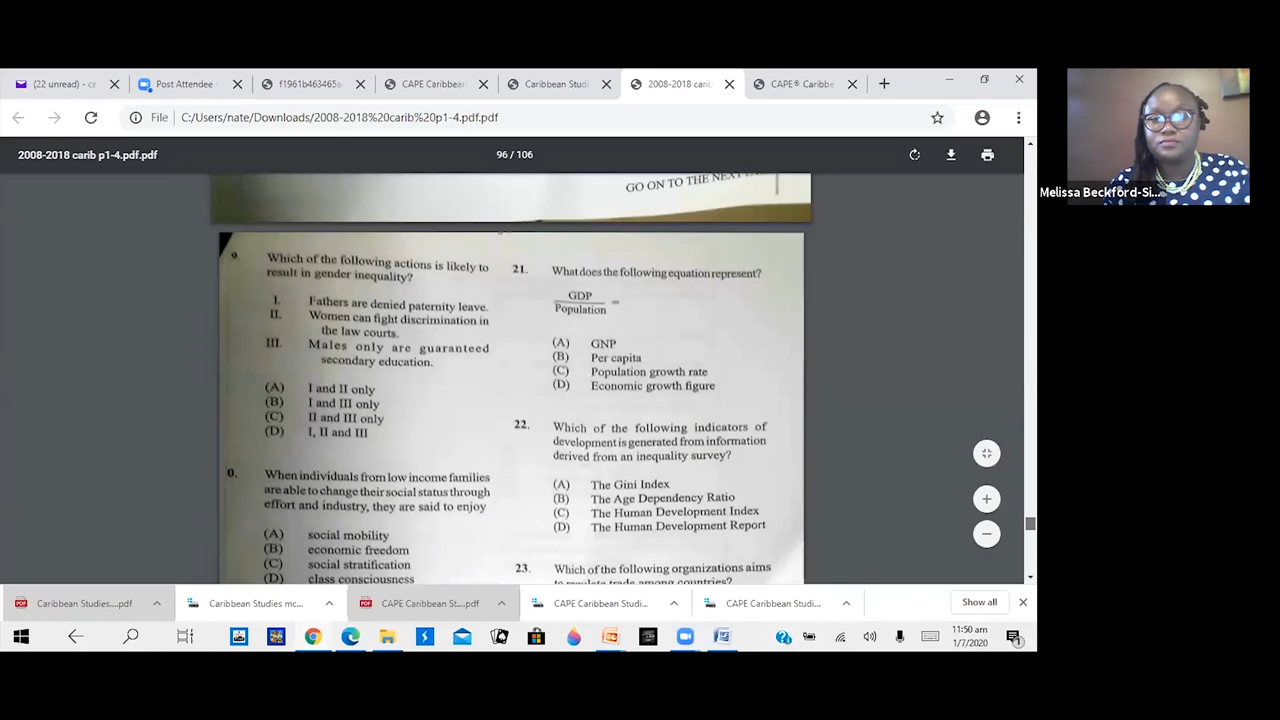 (22 unread) - ca
Post Attendee -
f1961b463465a
CAPE Caribbean
Caribbean Studi
2008-2018 carib
CAPE® Caribbe
File
C:/Users/nate/Downloads/2008-2018%20carib%20p1-4.pdf.pdf
2008-2018 carib p1-4.pdf.pdf
96 / 106
GO ON TO THE NEXT
Melissa Beckford-Si...
9.
Which of the following actions is likely to
result in gender inequality?
I. Fathers are denied paternity leave.
II. Women can fight discrimination in
the law courts.
III. Males only are guaranteed
secondary education.
(A) I and II only
(B) I and III only
(C) II and III only
(D) I, II and III
0.
When individuals from low income families
are able to change their social status through
effort and industry, they are said to enjoy
(A) social mobility
(B) economic freedom
(C) social stratification
(D) class consciousness
21. What does the following equation represent?
GDP
Population =
(A) GNP
(B) Per capita
(C) Population growth rate
(D) Economic growth figure
22. Which of the following indicators of
development is generated from information
derived from an inequality survey?
(A) The Gini Index
(B) The Age Dependency Ratio
(C) The Human Development Index
(D) The Human Development Report
23. Which of the following organizations aims
to regulate trade among countries?
Caribbean Studies....pdf
Caribbean Studies mc...
CAPE Caribbean St....pdf
CAPE Caribbean Studi...
CAPE Caribbean Studi...
Show all
11:50 am
1/7/2020